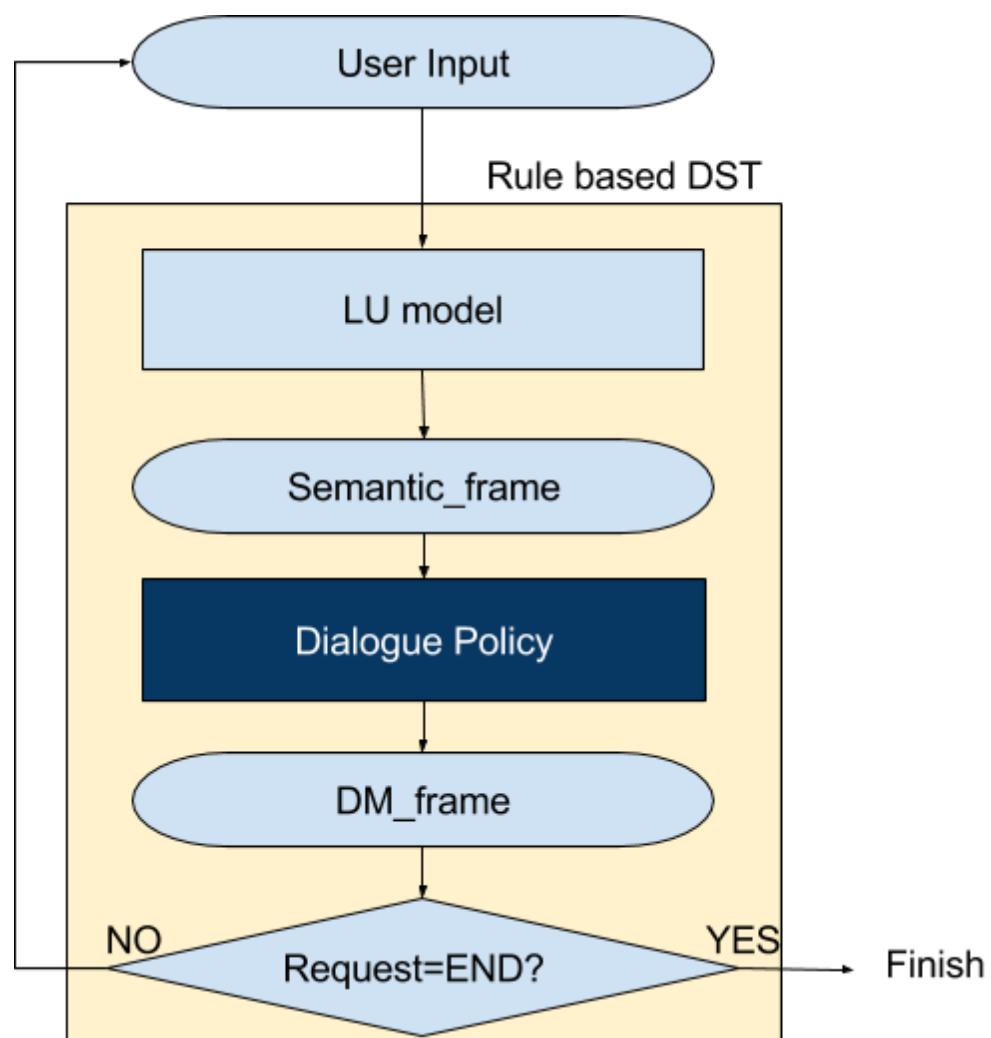 User Input
Rule based DST
LU model
Semantic_frame
Dialogue Policy
DM_frame
NO
YES
Request=END?
Finish